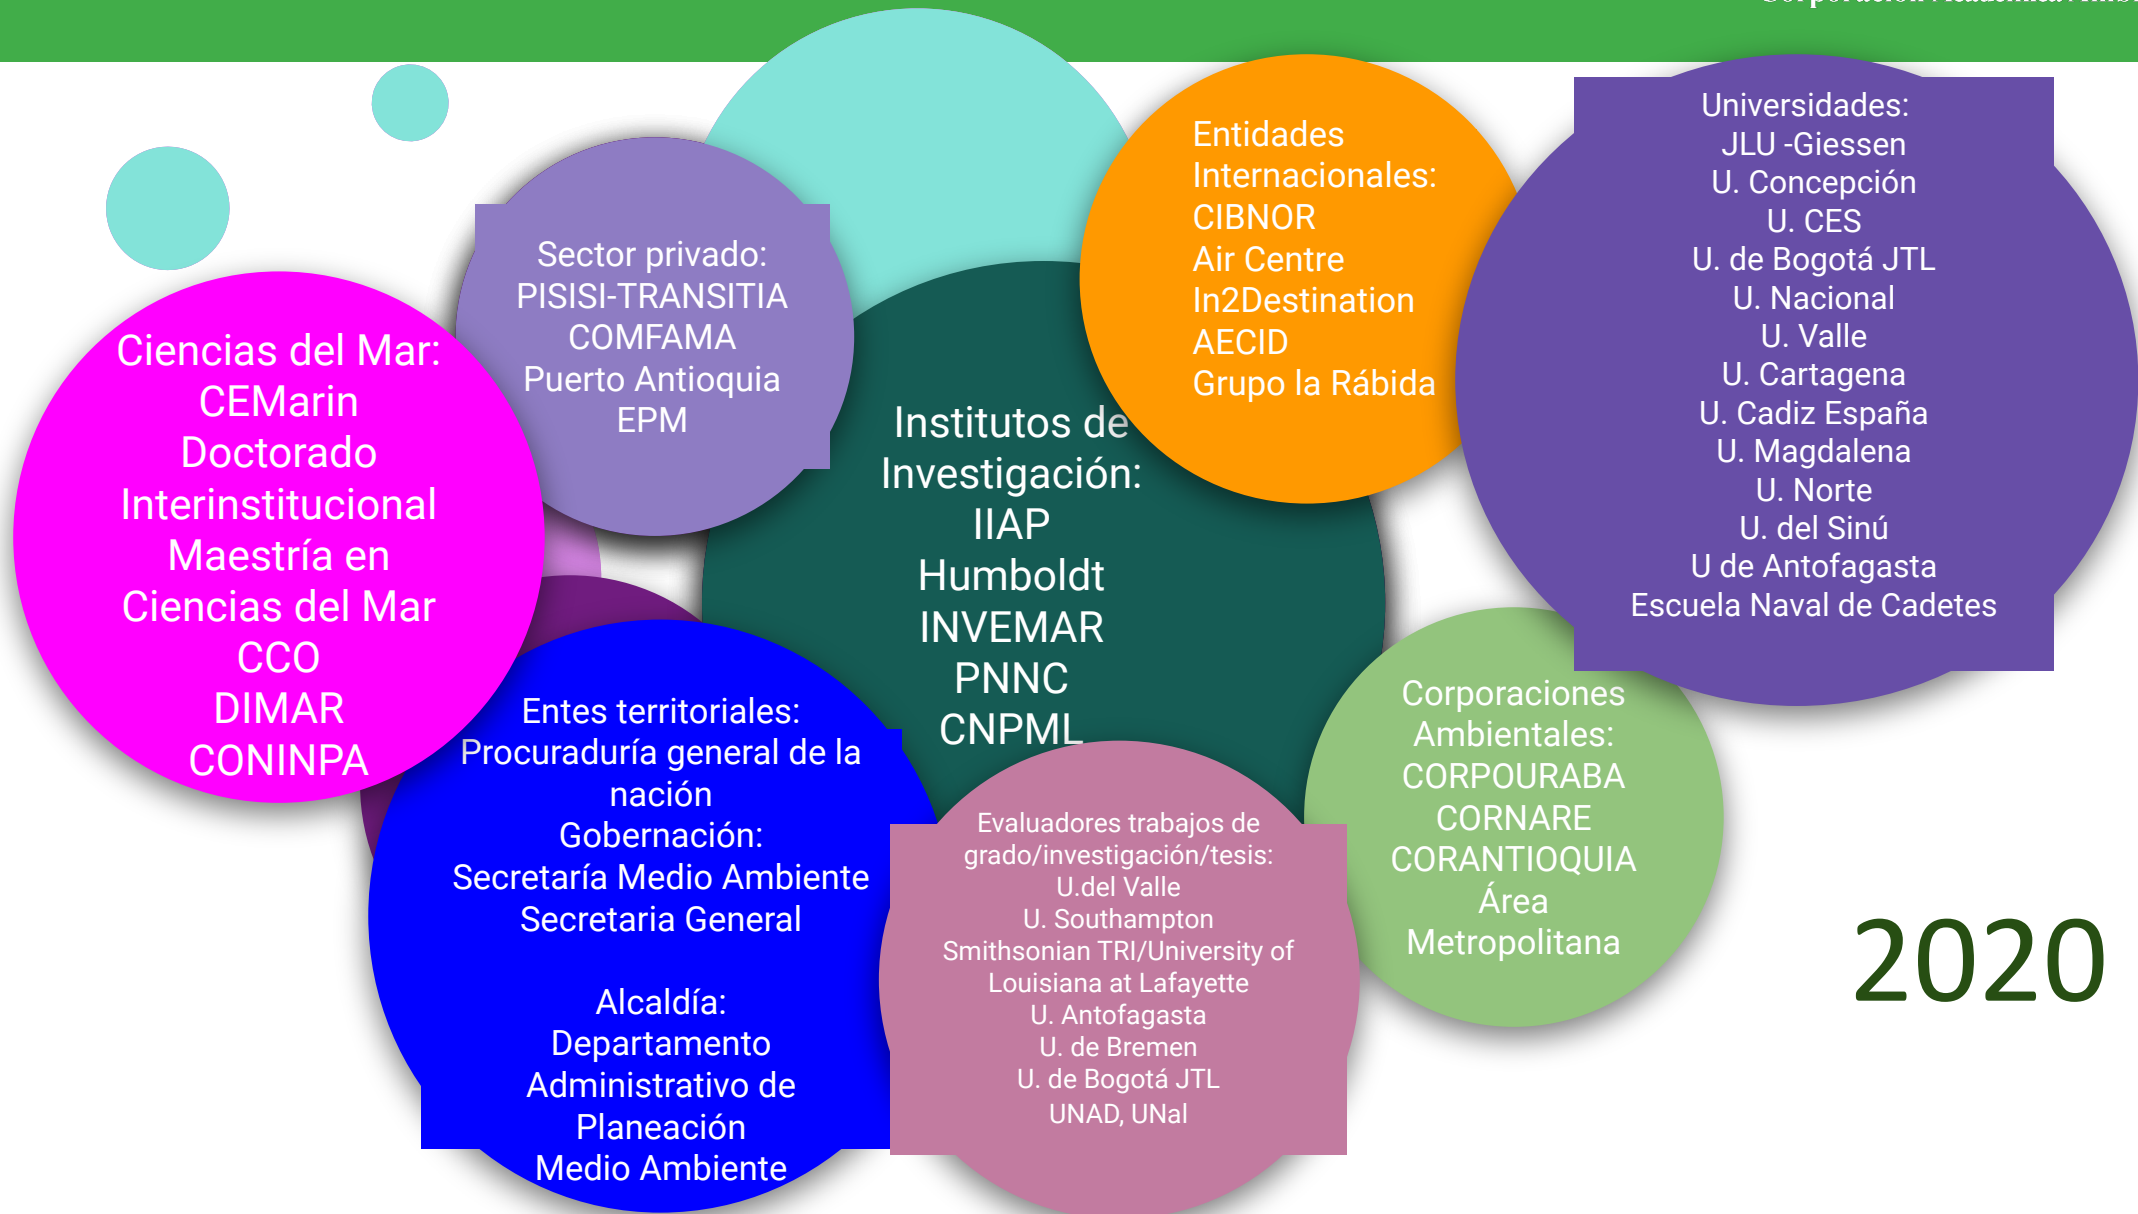 Ciencias del Mar:
CEMarin
Doctorado
Interinstitucional
Maestría en
Ciencias del Mar
CCO
DIMAR
CONINPA
Sector privado:
PISISI-TRANSITIA
COMFAMA
Puerto Antioquia
EPM
Institutos de
Investigación:
IIAP
Humboldt
INVEMAR
PNNC
CNPML
Entidades
Internacionales:
CIBNOR
Air Centre
In2Destination
AECID
Grupo la Rábida
Universidades:
JLU -Giessen
U. Concepción
U. CES
U. de Bogotá JTL
U. Nacional
U. Valle
U. Cartagena
U. Cadiz España
U. Magdalena
U. Norte
U. del Sinú
U de Antofagasta
Escuela Naval de Cadetes
Entes territoriales:
Procuraduría general de la
nación
Gobernación:
Secretaría Medio Ambiente
Secretaria General
Alcaldía:
Departamento
Administrativo de
Planeación
Medio Ambiente
Evaluadores trabajos de
grado/investigación/tesis:
U.del Valle
U. Southampton
Smithsonian TRI/University of
Louisiana at Lafayette
U. Antofagasta
U. de Bremen
U. de Bogotá JTL
UNAD, UNal
Corporaciones
Ambientales:
CORPOURABA
CORNARE
CORANTIOQUIA
Área
Metropolitana
2020